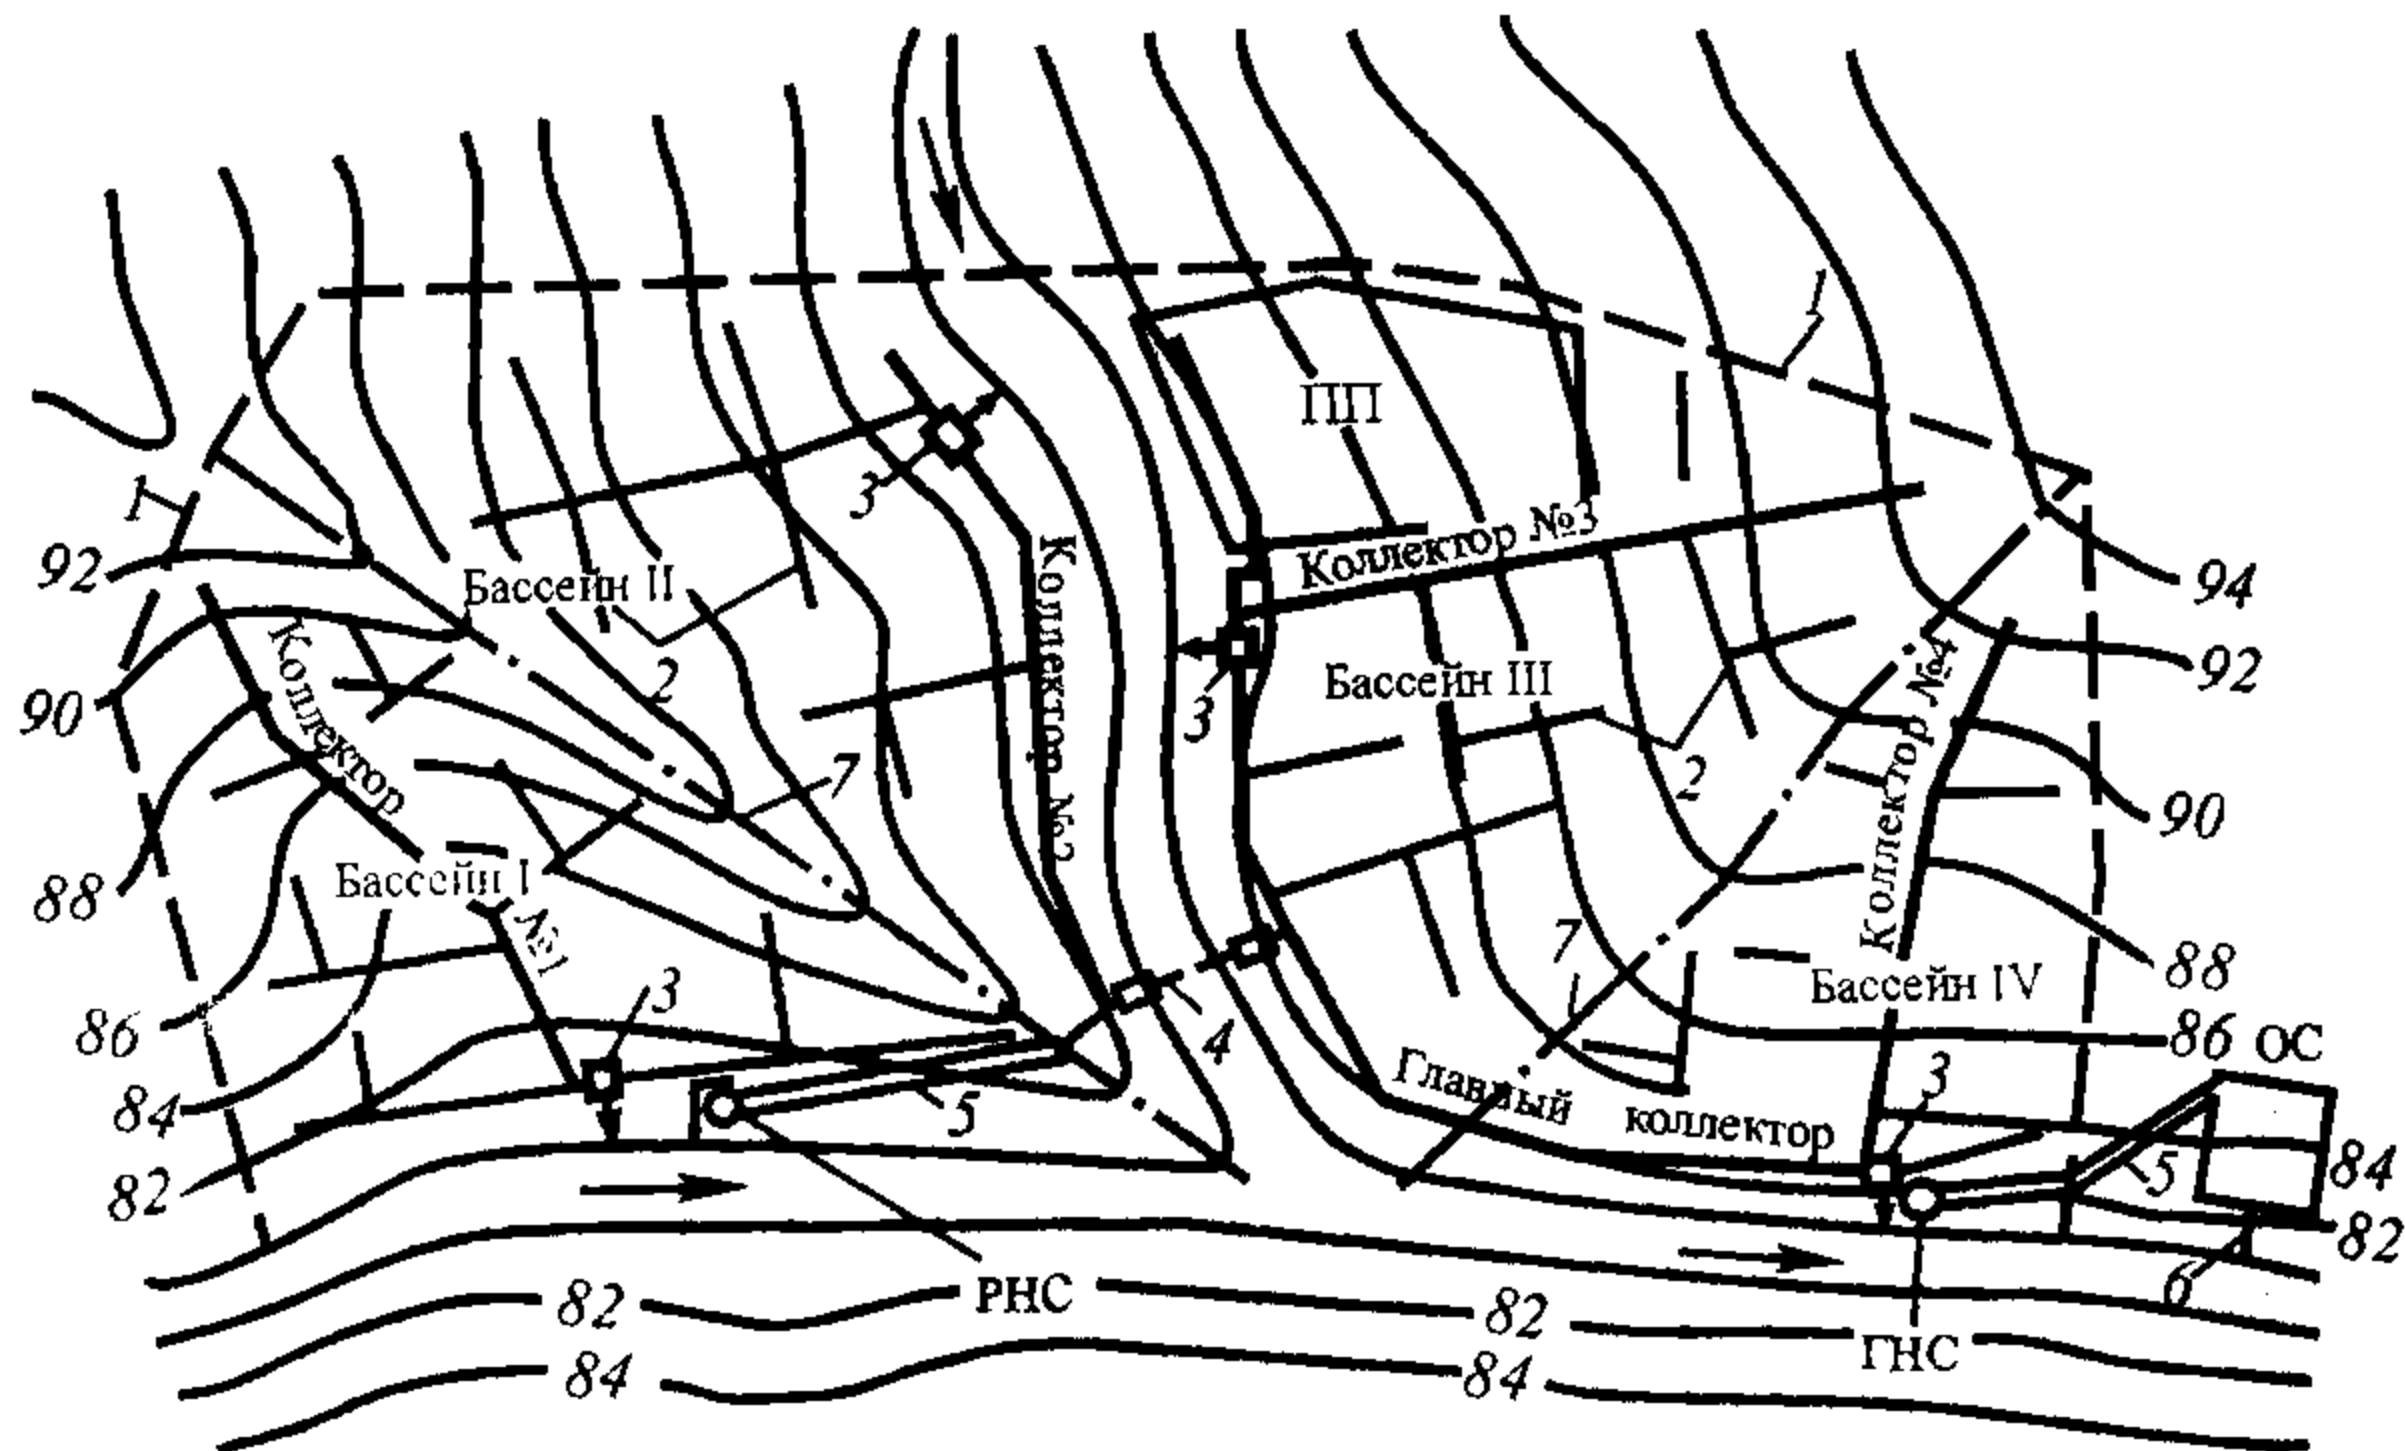 1
ПП
3
1
92
Бассейн II
Коллектор №3
94
Коллектор №2
90
2
Коллектор №1
3
Бассейн III
92
7
2
Коллектор №4
90
88
Бассейн I
7
88
3
Бассейн IV
86
4
86 ОС
84
5
Главный коллектор
3
84
5
82
82
6
82
РНС
82
ГНС
84
84